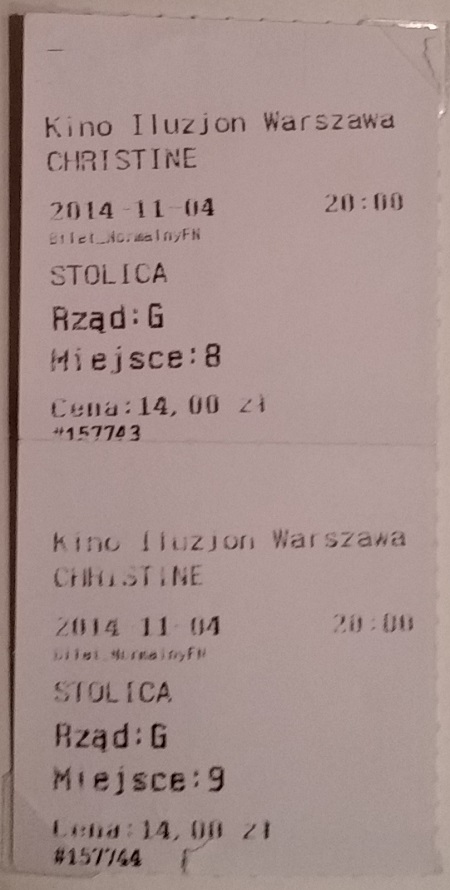 Kino Iluzjon Warszawa
CHRISTINE
2014-11-04 20:00
Bilet_NormalnyFN
STOLICA
Rząd:G
Miejsce:8
Cena:14,00 zł
#157743
Kino Iluzjon Warszawa
CHRISTINE
2014-11-04 20:00
Bilet_NormalnyFN
STOLICA
Rząd:G
Miejsce:9
Cena:14,00 zł
#157744